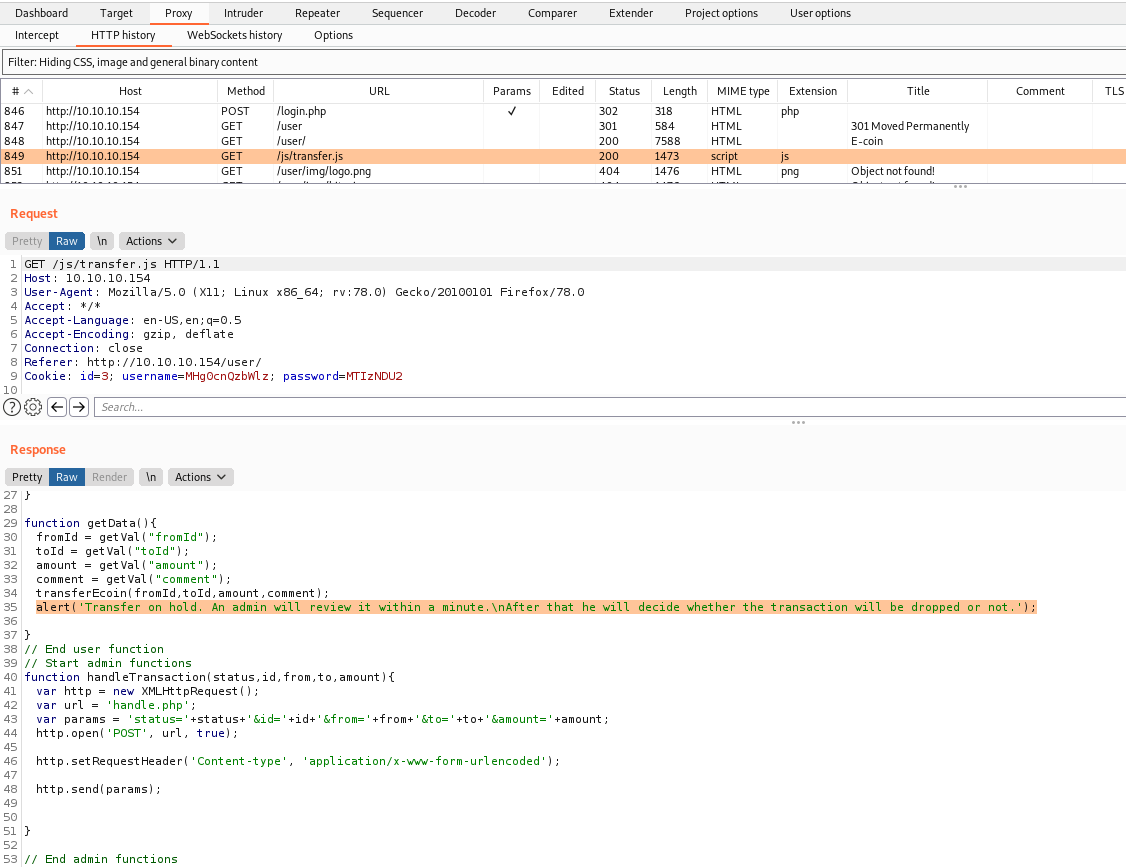 Dashboard Target Proxy Intruder Repeater Sequencer Decoder Comparer Extender Project options User options
Intercept HTTP history WebSockets history Options
Filter: Hiding CSS, image and general binary content
# Host Method URL Params Edited Status Length MIME type Extension Title Comment TLS
846 http://10.10.10.154 POST /login.php ✓ 302 318 HTML php
847 http://10.10.10.154 GET /user 301 584 HTML 301 Moved Permanently
848 http://10.10.10.154 GET /user/ 200 7588 HTML E-coin
849 http://10.10.10.154 GET /js/transfer.js 200 1473 script js
851 http://10.10.10.154 GET /user/img/logo.png 404 1476 HTML png Object not found!
Request
Pretty Raw \n Actions
1 GET /js/transfer.js HTTP/1.1
2 Host: 10.10.10.154
3 User-Agent: Mozilla/5.0 (X11; Linux x86_64; rv:78.0) Gecko/20100101 Firefox/78.0
4 Accept: */*
5 Accept-Language: en-US,en;q=0.5
6 Accept-Encoding: gzip, deflate
7 Connection: close
8 Referer: http://10.10.10.154/user/
9 Cookie: id=3; username=MHg0cnQzbWlz; password=MTIzNDU2
10
? Search...
Response
Pretty Raw Render \n Actions
27 }
28
29 function getData(){
30 fromId = getVal("fromId");
31 toId = getVal("toId");
32 amount = getVal("amount");
33 comment = getVal("comment");
34 transferEcoin(fromId,toId,amount,comment);
35 alert('Transfer on hold. An admin will review it within a minute.\nAfter that he will decide whether the transaction will be dropped or not.');
36
37 }
38 // End user function
39 // Start admin functions
40 function handleTransaction(status,id,from,to,amount){
41 var http = new XMLHttpRequest();
42 var url = 'handle.php';
43 var params = 'status='+status+'&id='+id+'&from='+from+'&to='+to+'&amount='+amount;
44 http.open('POST', url, true);
45
46 http.setRequestHeader('Content-type', 'application/x-www-form-urlencoded');
47
48 http.send(params);
49
50
51 }
52
53 // End admin functions